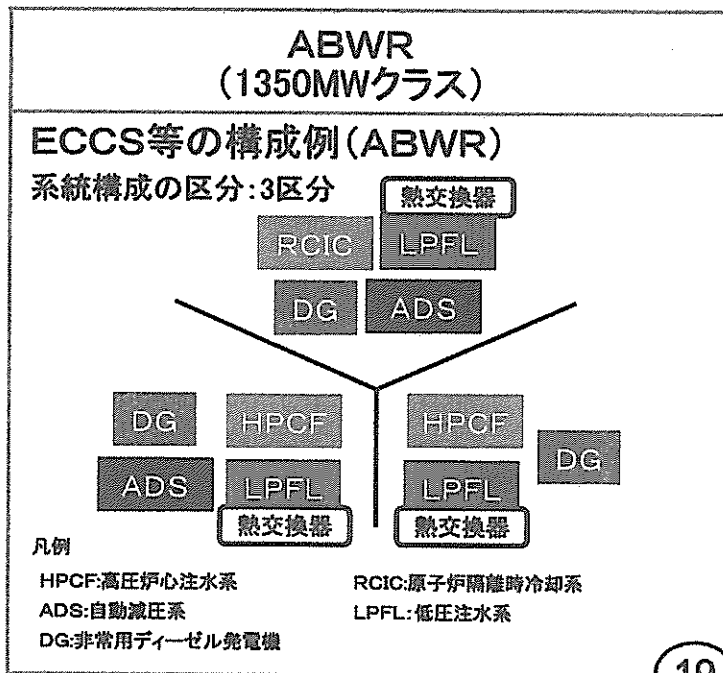 ABWR
(1350MWクラス)
ECCS等の構成例(ABWR)
系統構成の区分:3区分
熱交換器
RCIC LPFL
DG ADS
DG HPCF HPCF
DG
ADS LPFL LPFL
熱交換器 熱交換器
凡例
HPCF:高圧炉心注水系 RCIC:原子炉隔離時冷却系
ADS:自動減圧系 LPFL:低圧注水系
DG:非常用ディーゼル発電機